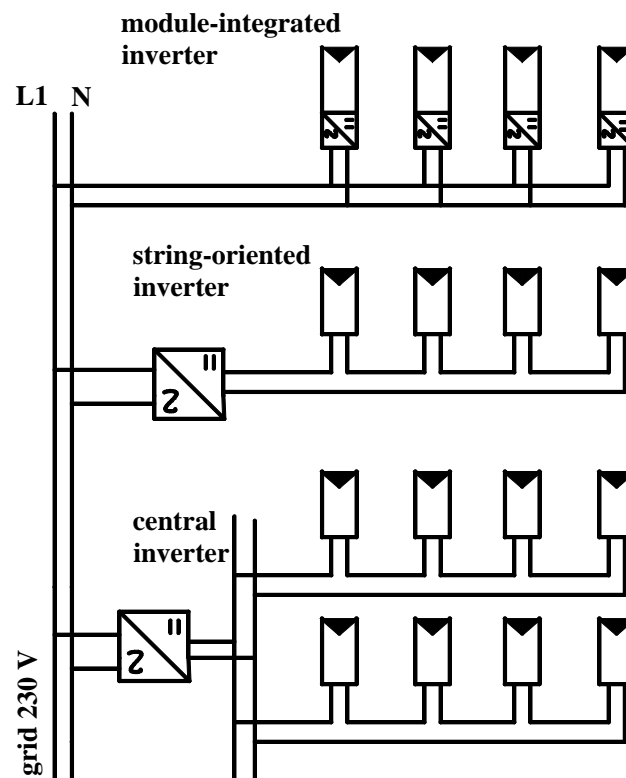 module-integrated
inverter
L1 N
string-oriented
inverter
central
inverter
grid 230 V